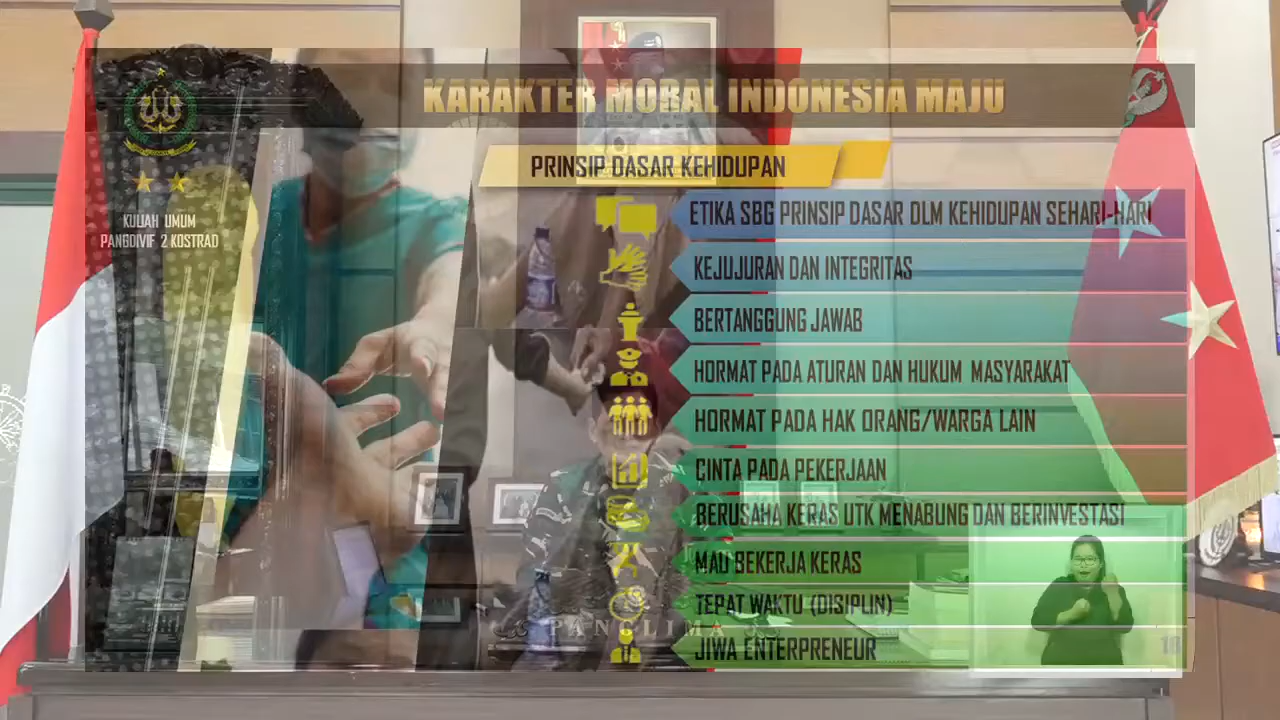 KARAKTER MORAL INDONESIA MAJU
PRINSIP DASAR KEHIDUPAN
KULIAH UMUM
PANGDIVIF 2 KOSTRAD
ETIKA SBG PRINSIP DASAR DLM KEHIDUPAN SEHARI-HARI
KEJUJURAN DAN INTEGRITAS
BERTANGGUNG JAWAB
HORMAT PADA ATURAN DAN HUKUM MASYARAKAT
HORMAT PADA HAK ORANG/WARGA LAIN
CINTA PADA PEKERJAAN
BERUSAHA KERAS UTK MENABUNG DAN BERINVESTASI
MAU BEKERJA KERAS
TEPAT WAKTU (DISIPLIN)
PANGLIMA
JIWA ENTERPRENEUR
18